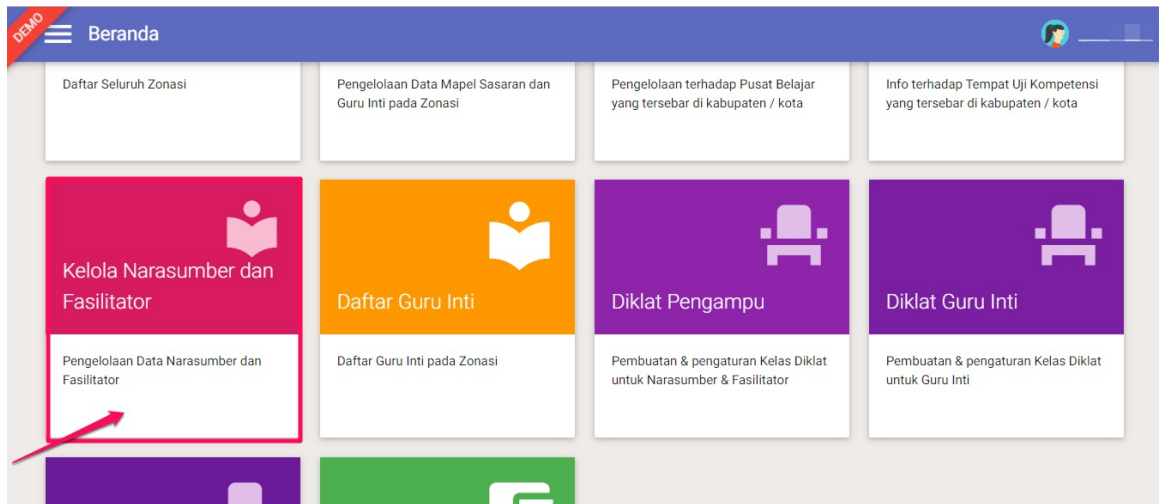 DEMO
Beranda
Daftar Seluruh Zonasi
Pengelolaan Data Mapel Sasaran dan
Guru Inti pada Zonasi
Pengelolaan terhadap Pusat Belajar
yang tersebar di kabupaten / kota
Info terhadap Tempat Uji Kompetensi
yang tersebar di kabupaten / kota
Kelola Narasumber dan
Fasilitator
Pengelolaan Data Narasumber dan
Fasilitator
Daftar Guru Inti
Daftar Guru Inti pada Zonasi
Diklat Pengampu
Pembuatan & pengaturan Kelas Diklat
untuk Narasumber & Fasilitator
Diklat Guru Inti
Pembuatan & pengaturan Kelas Diklat
untuk Guru Inti